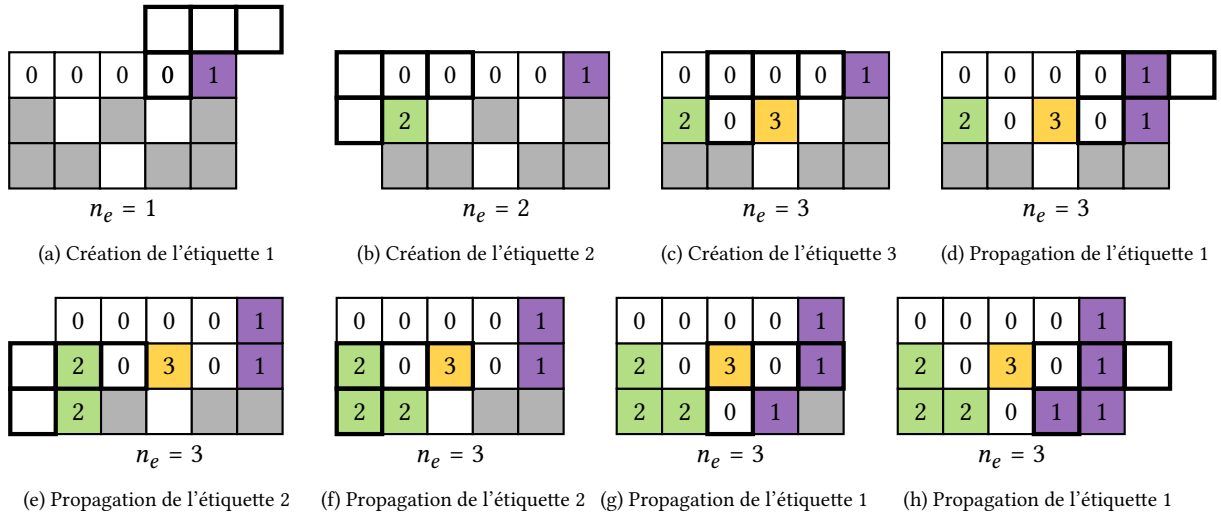 0 0 0 0 1
n_e = 1
(a) Création de l'étiquette 1
0 0 0 0 1
2
n_e = 2
(b) Création de l'étiquette 2
0 0 0 0 1
2 0 3
n_e = 3
(c) Création de l'étiquette 3
0 0 0 0 1
2 0 3 0 1
n_e = 3
(d) Propagation de l'étiquette 1
0 0 0 0 1
2 0 3 0 1
2
n_e = 3
(e) Propagation de l'étiquette 2
0 0 0 0 1
2 0 3 0 1
2 2
n_e = 3
(f) Propagation de l'étiquette 2
0 0 0 0 1
2 0 3 0 1
2 2 0 1
n_e = 3
(g) Propagation de l'étiquette 1
0 0 0 0 1
2 0 3 0 1
2 2 0 1 1
n_e = 3
(h) Propagation de l'étiquette 1